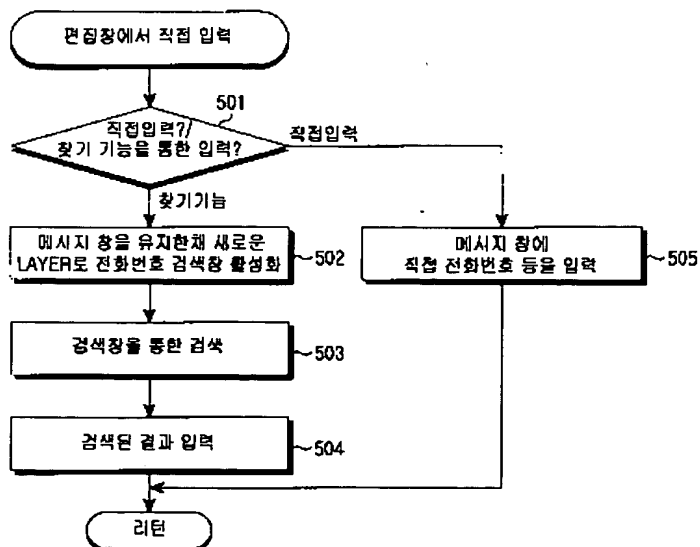 편집창에서 직접 입력
501
직접입력?/
찾기 기능을 통한 입력?
직접입력
찾기기능
메시지 창을 유지한채 새로운
LAYER로 전화번호 검색창 활성화
502
메시지 창에
직접 전화번호 등을 입력
505
검색창을 통한 검색
503
검색된 결과 입력
504
리턴